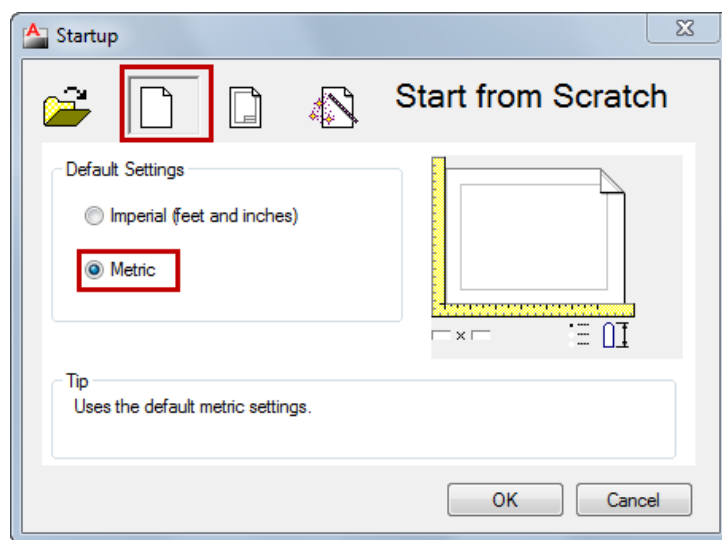 Startup
Start from Scratch
Default Settings
Imperial (feet and inches)
Metric
Tip
Uses the default metric settings.
OK
Cancel